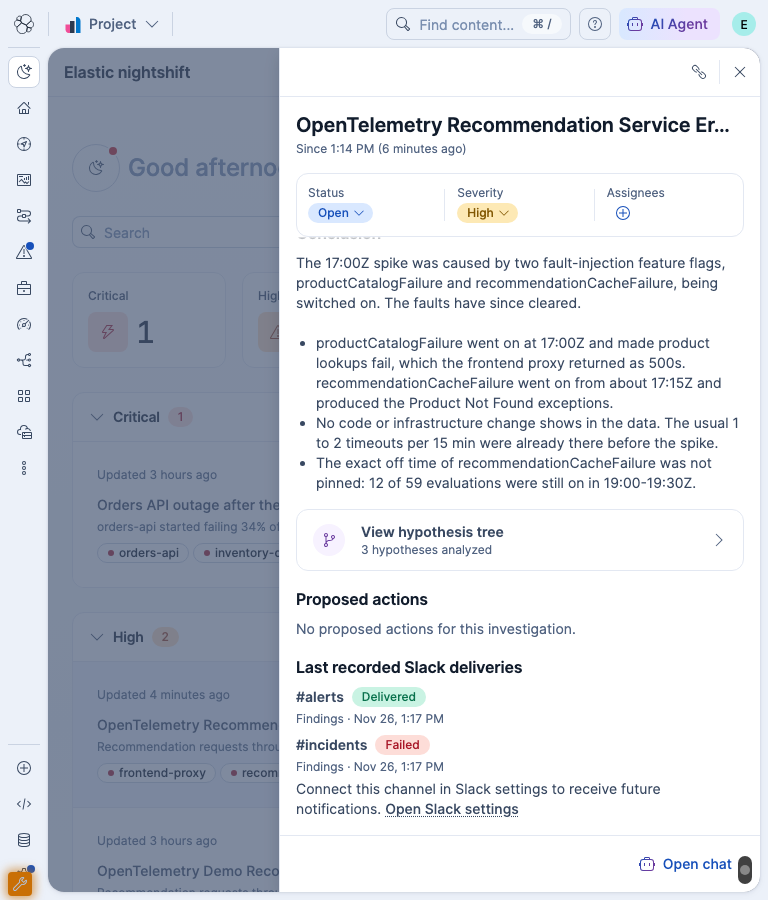 Project
Find content...
⌘ /
AI Agent
E
Elastic nightshift
Good afterno
Search
Critical
1
High
Critical
1
Updated 3 hours ago
Orders API outage after the
orders-api started failing 34% of
orders-api
inventory-c
High
2
Updated 4 minutes ago
OpenTelemetry Recommen
Recommendation requests throu
frontend-proxy
recom
Updated 3 hours ago
OpenTelemetry Demo Reco
OpenTelemetry Recommendation Service Er...
Since 1:14 PM (6 minutes ago)
Status
Severity
Assignees
Open
High
The 17:00Z spike was caused by two fault-injection feature flags,
productCatalogFailure and recommendationCacheFailure, being
switched on. The faults have since cleared.
productCatalogFailure went on at 17:00Z and made product
lookups fail, which the frontend proxy returned as 500s.
recommendationCacheFailure went on from about 17:15Z and
produced the Product Not Found exceptions.
No code or infrastructure change shows in the data. The usual 1
to 2 timeouts per 15 min were already there before the spike.
The exact off time of recommendationCacheFailure was not
pinned: 12 of 59 evaluations were still on in 19:00-19:30Z.
View hypothesis tree
3 hypotheses analyzed
Proposed actions
No proposed actions for this investigation.
Last recorded Slack deliveries
#alerts
Delivered
Findings · Nov 26, 1:17 PM
#incidents
Failed
Findings · Nov 26, 1:17 PM
Connect this channel in Slack settings to receive future
notifications. Open Slack settings
Open chat